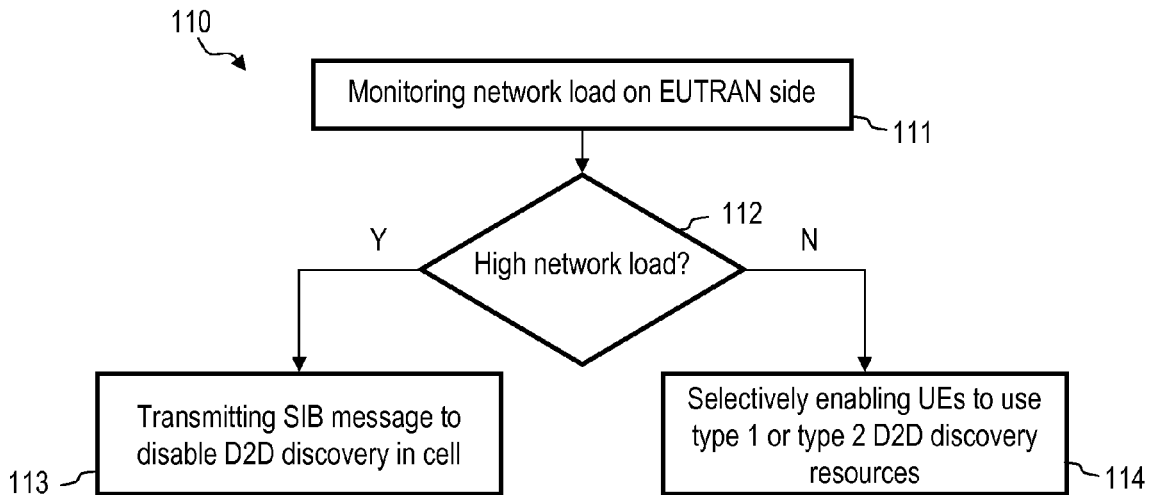 110
Monitoring network load on EUTRAN side
111
112
Y
N
High network load?
Transmitting SIB message to
disable D2D discovery in cell
113
Selectively enabling UEs to use
type 1 or type 2 D2D discovery
resources
114